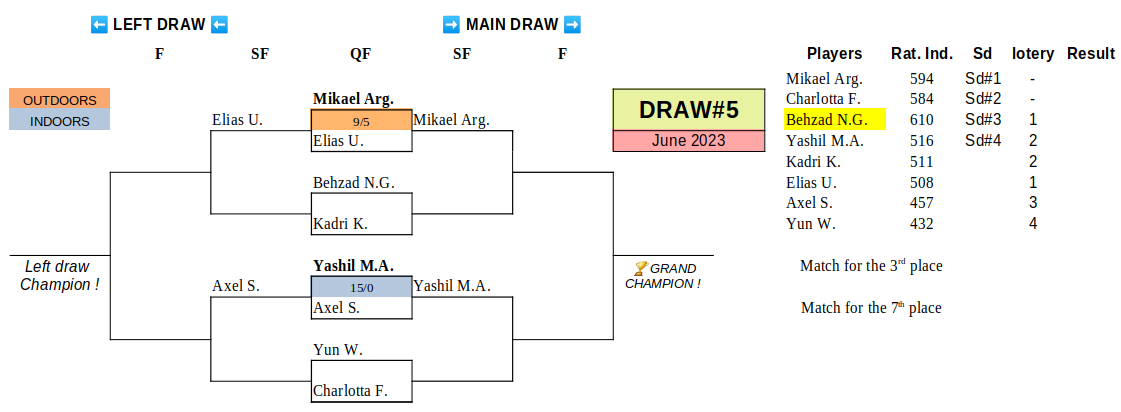 ⬅ LEFT DRAW ⬅ ➡ MAIN DRAW ➡
F SF QF SF F
Players Rat. Ind. Sd lotery Result
Mikael Arg. 594 Sd#1 -
Charlotta F. 584 Sd#2 -
Behzad N.G. 610 Sd#3 1
Yashil M.A. 516 Sd#4 2
Kadri K. 511 2
Elias U. 508 1
Axel S. 457 3
Yun W. 432 4
Match for the 3rd place
Match for the 7th place
OUTDOORS
INDOORS
DRAW#5
June 2023
Mikael Arg.
Elias U. 9/5 Mikael Arg.
Elias U.
Behzad N.G.
Kadri K.
Yashil M.A.
Axel S. 15/0 Yashil M.A.
Axel S.
Yun W.
Charlotta F.
Left draw
Champion !
🏆GRAND
CHAMPION !